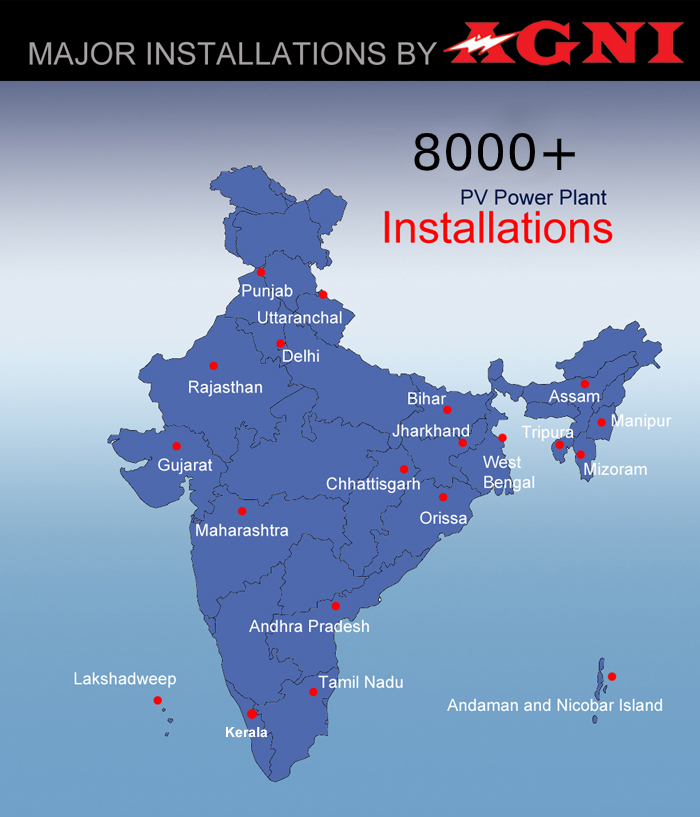 MAJOR INSTALLATIONS BY AGNI
8000+
PV Power Plant
Installations
Punjab
Uttaranchal
Delhi
Rajasthan
Bihar
Assam
Jharkhand
Tripura
Manipur
Gujarat
West
Bengal
Mizoram
Chhattisgarh
Orissa
Maharashtra
Andhra Pradesh
Lakshadweep
Tamil Nadu
Andaman and Nicobar Island
Kerala